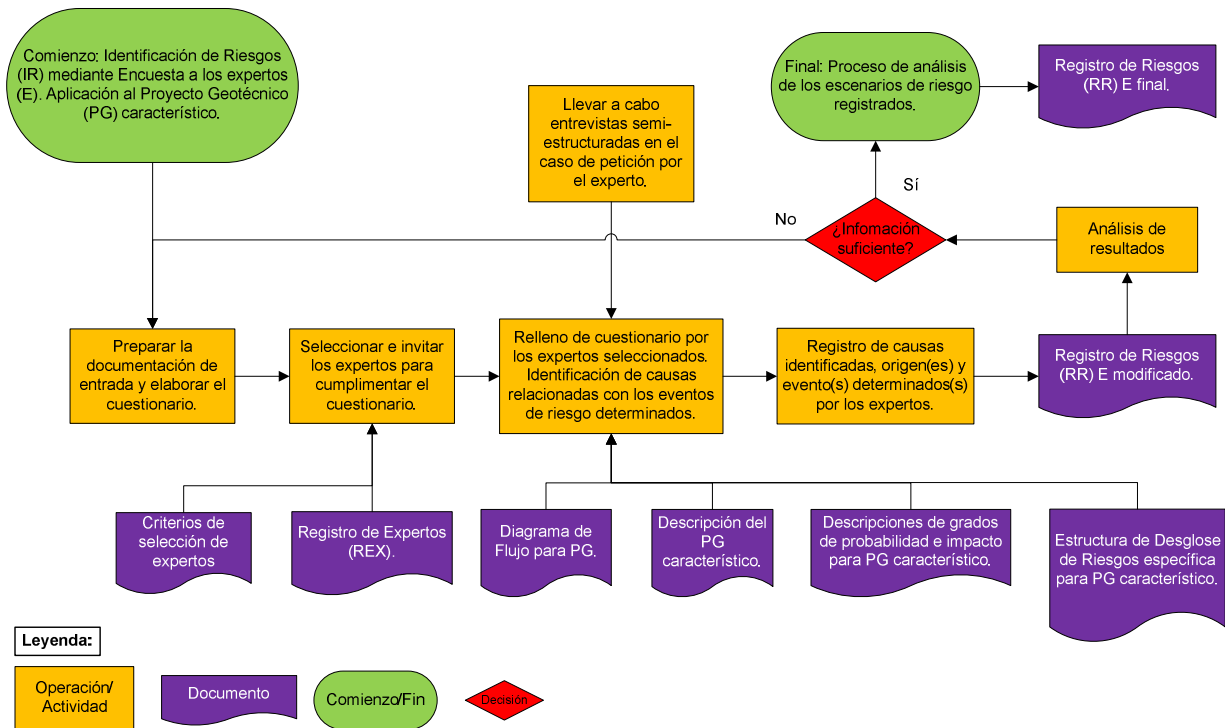 Comienzo: Identificación de Riesgos
(IR) mediante Encuesta a los expertos
(E). Aplicación al Proyecto Geotécnico
(PG) característico.
Final: Proceso de análisis
de los escenarios de riesgo
registrados.
Registro de Riesgos
(RR) E final.
Llevar a cabo
entrevistas semi-
estructuradas en el
caso de petición por
el experto.
Sí
No
¿Infomación
suficiente?
Análisis de
resultados
Preparar la
documentación de
entrada y elaborar el
cuestionario.
Seleccionar e invitar
los expertos para
cumplimentar el
cuestionario.
Relleno de cuestionario por
los expertos seleccionados.
Identificación de causas
relacionadas con los eventos
de riesgo determinados.
Registro de causas
identificadas, origen(es) y
evento(s) determinados(s)
por los expertos.
Registro de Riesgos
(RR) E modificado.
Criterios de
selección de
expertos
Registro de Expertos
(REX).
Diagrama de
Flujo para PG.
Descripción del
PG
característico.
Descripciones de grados
de probabilidad e impacto
para PG característico.
Estructura de Desglose
de Riesgos específica
para PG característico.
Leyenda:
Operación/
Actividad
Documento
Comienzo/Fin
Decisión